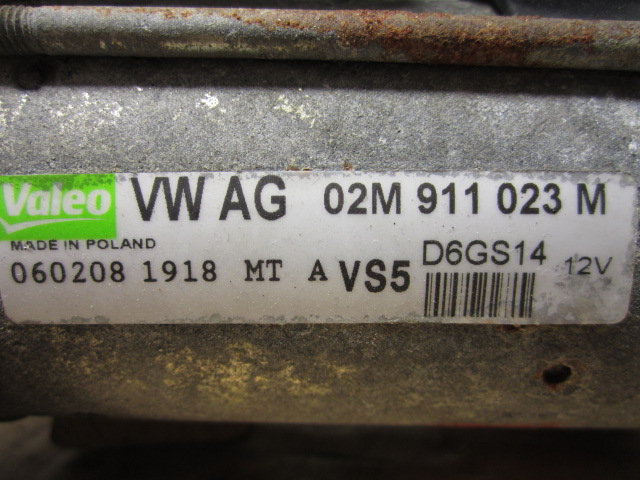 Valeo VW AG 02M 911 023 M
MADE IN POLAND
060208 1918 MT A VS5 D6GS14 12V